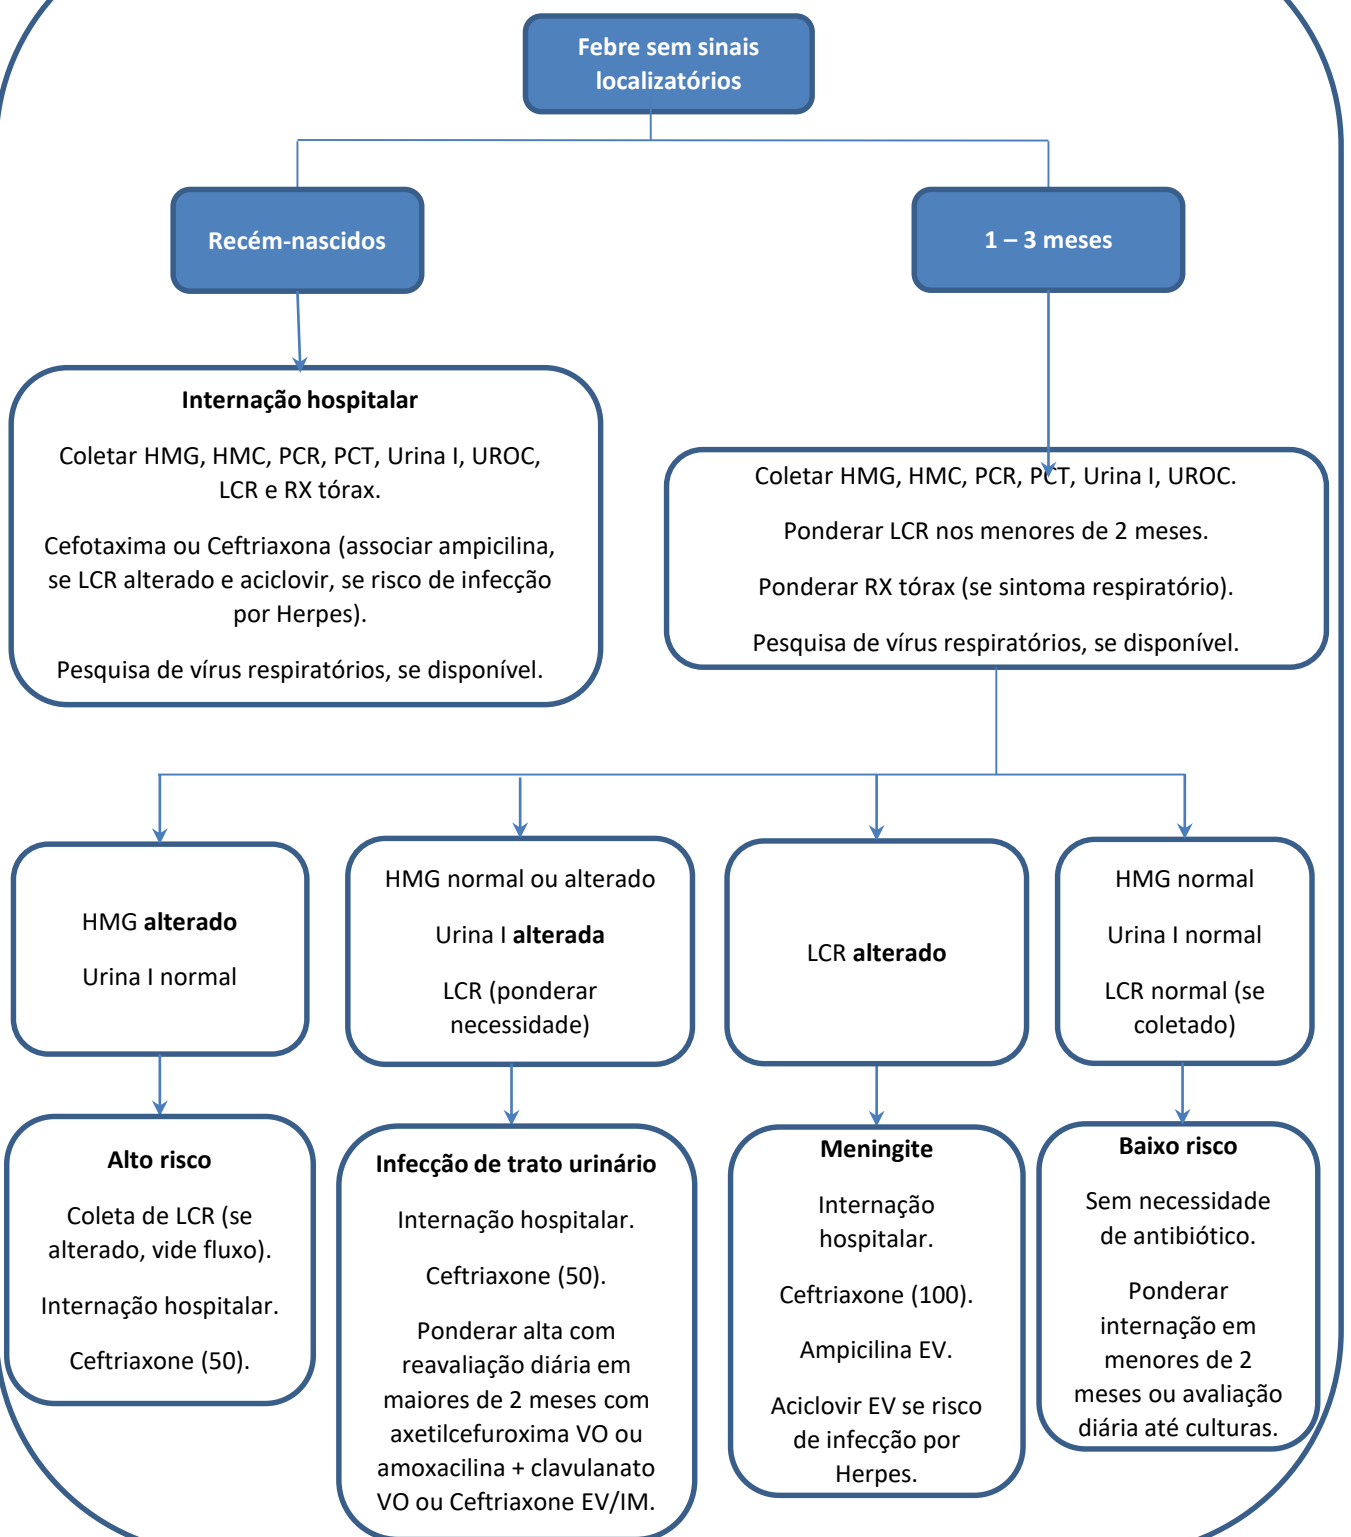 Febre sem sinais
localizatórios
Recém-nascidos
1 – 3 meses
Internação hospitalar
Coletar HMG, HMC, PCR, PCT, Urina I, UROC,
LCR e RX tórax.
Cefotaxima ou Ceftriaxona (associar ampicilina,
se LCR alterado e aciclovir, se risco de infecção
por Herpes).
Pesquisa de vírus respiratórios, se disponível.
Coletar HMG, HMC, PCR, PCT, Urina I, UROC.
Ponderar LCR nos menores de 2 meses.
Ponderar RX tórax (se sintoma respiratório).
Pesquisa de vírus respiratórios, se disponível.
HMG alterado
Urina I normal
HMG normal ou alterado
Urina I alterada
LCR (ponderar
necessidade)
LCR alterado
HMG normal
Urina I normal
LCR normal (se
coletado)
Alto risco
Coleta de LCR (se
alterado, vide fluxo).
Internação hospitalar.
Ceftriaxone (50).
Infecção de trato urinário
Internação hospitalar.
Ceftriaxone (50).
Ponderar alta com
reavaliação diária em
maiores de 2 meses com
axetilcefuroxima VO ou
amoxacilina + clavulanato
VO ou Ceftriaxone EV/IM.
Meningite
Internação
hospitalar.
Ceftriaxone (100).
Ampicilina EV.
Aciclovir EV se risco
de infecção por
Herpes.
Baixo risco
Sem necessidade
de antibiótico.
Ponderar
internação em
menores de 2
meses ou avaliação
diária até culturas.